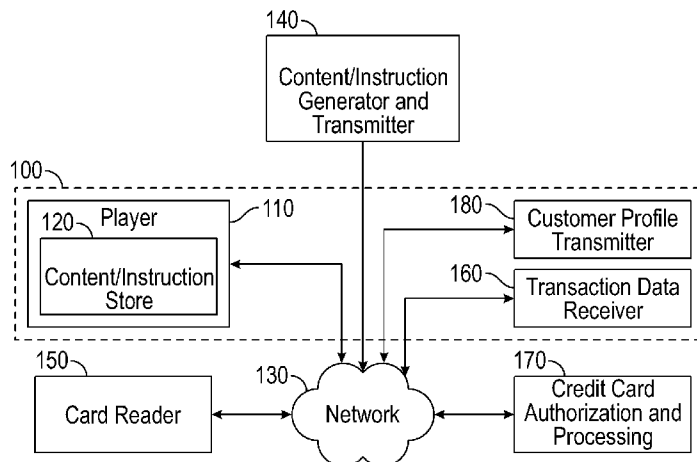 140
Content/Instruction
Generator and
Transmitter
100
110
Player
120
Content/Instruction
Store
180
Customer Profile
Transmitter
160
Transaction Data
Receiver
150
Card Reader
130
Network
170
Credit Card
Authorization and
Processing